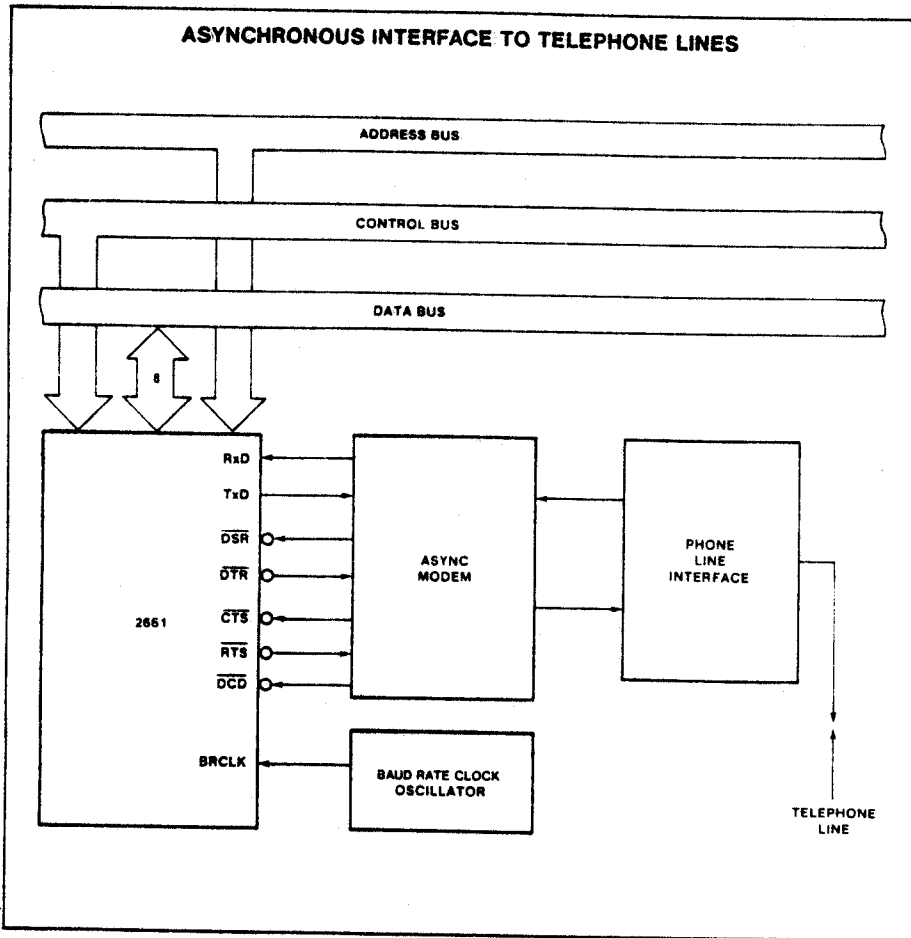 ASYNCHRONOUS INTERFACE TO TELEPHONE LINES
ADDRESS BUS
CONTROL BUS
DATA BUS
8
RxD
TxD
DSR
DTR
CTS
RTS
DCD
BRCLK
2661
ASYNC
MODEM
PHONE
LINE
INTERFACE
BAUD RATE CLOCK
OSCILLATOR
TELEPHONE
LINE